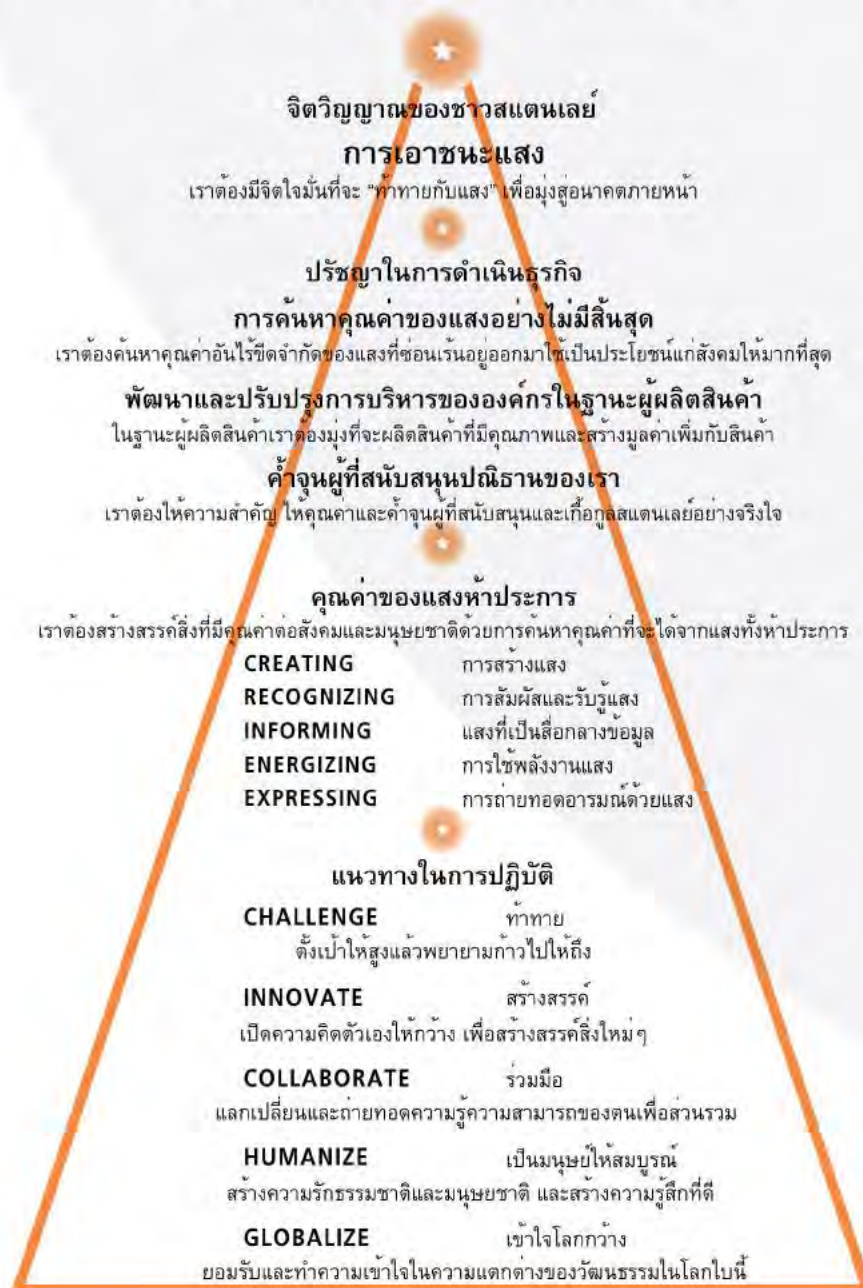 จิตวิญญาณของชาวสแตนเลย์
การเอาชนะแสง
เราต้องมีจิตใจมั่นที่จะ “ท้าทายกับแสง” เพื่อมุ่งสู่อนาคตภายหน้า
ปรัชญาในการดำเนินธุรกิจ
การค้นหาคุณค่าของแสงอย่างไม่มีสิ้นสุด
เราต้องค้นหาคุณค่าอันไร้ขีดจำกัดของแสงที่ซ่อนเร้นอยู่ออกมาใช้เป็นประโยชน์แก่สังคมให้มากที่สุด
พัฒนาและปรับปรุงการบริหารขององค์กรในฐานะผู้ผลิตสินค้า
ในฐานะผู้ผลิตสินค้าเราต้องมุ่งที่จะผลิตสินค้าที่มีคุณภาพและสร้างมูลค่าเพิ่มกับสินค้า
ค้ำจุนผู้ที่สนับสนุนปณิธานของเรา
เราต้องให้ความสำคัญ ให้คุณค่าและค้ำจุนผู้ที่สนับสนุนและเกื้อกูลสแตนเลย์อย่างจริงใจ
คุณค่าของแสงห้าประการ
เราต้องสร้างสรรค์สิ่งที่มีคุณค่าต่อสังคมและมนุษยชาติด้วยการค้นหาคุณค่าที่จะได้จากแสงทั้งห้าประการ
CREATING การสร้างแสง
RECOGNIZING การสัมผัสและรับรู้แสง
INFORMING แสงที่เป็นสื่อกลางข้อมูล
ENERGIZING การใช้พลังงานแสง
EXPRESSING การถ่ายทอดอารมณ์ด้วยแสง
แนวทางในการปฏิบัติ
CHALLENGE ท้าทาย
ตั้งเป้าให้สูงแล้วพยายามก้าวไปให้ถึง
INNOVATE สร้างสรรค์
เปิดความคิดตัวเองให้กว้าง เพื่อสร้างสรรค์สิ่งใหม่ๆ
COLLABORATE ร่วมมือ
แลกเปลี่ยนและถ่ายทอดความรู้ความสามารถของตนเพื่อส่วนรวม
HUMANIZE เป็นมนุษย์ให้สมบูรณ์
สร้างความรักธรรมชาติและมนุษยชาติ และสร้างความรู้สึกที่ดี
GLOBALIZE เข้าใจโลกกว้าง
ยอมรับและทำความเข้าใจในความแตกต่างของวัฒนธรรมในโลกใบนี้